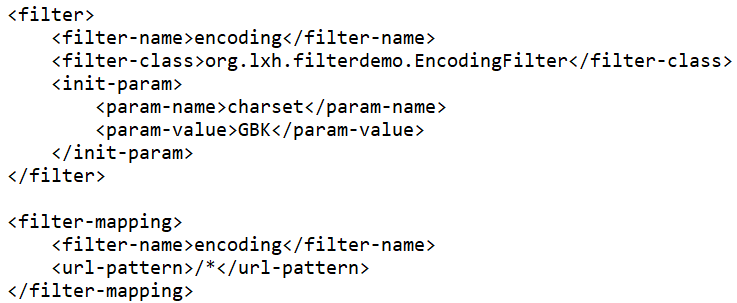 <filter>
    <filter-name>encoding</filter-name>
    <filter-class>org.lxh.filterdemo.EncodingFilter</filter-class>
    <init-param>
        <param-name>charset</param-name>
        <param-value>GBK</param-value>
    </init-param>
</filter>

<filter-mapping>
    <filter-name>encoding</filter-name>
    <url-pattern>/*</url-pattern>
</filter-mapping>